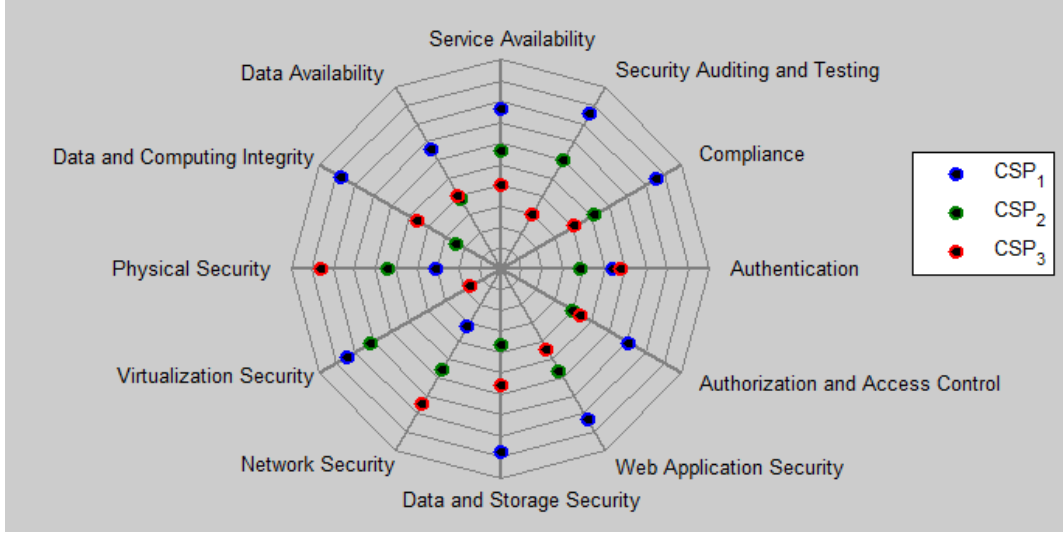 Service Availability
Data Availability
Security Auditing and Testing
Data and Computing Integrity
Compliance
CSP1
CSP2
CSP3
Physical Security
Authentication
Virtualization Security
Authorization and Access Control
Network Security
Web Application Security
Data and Storage Security